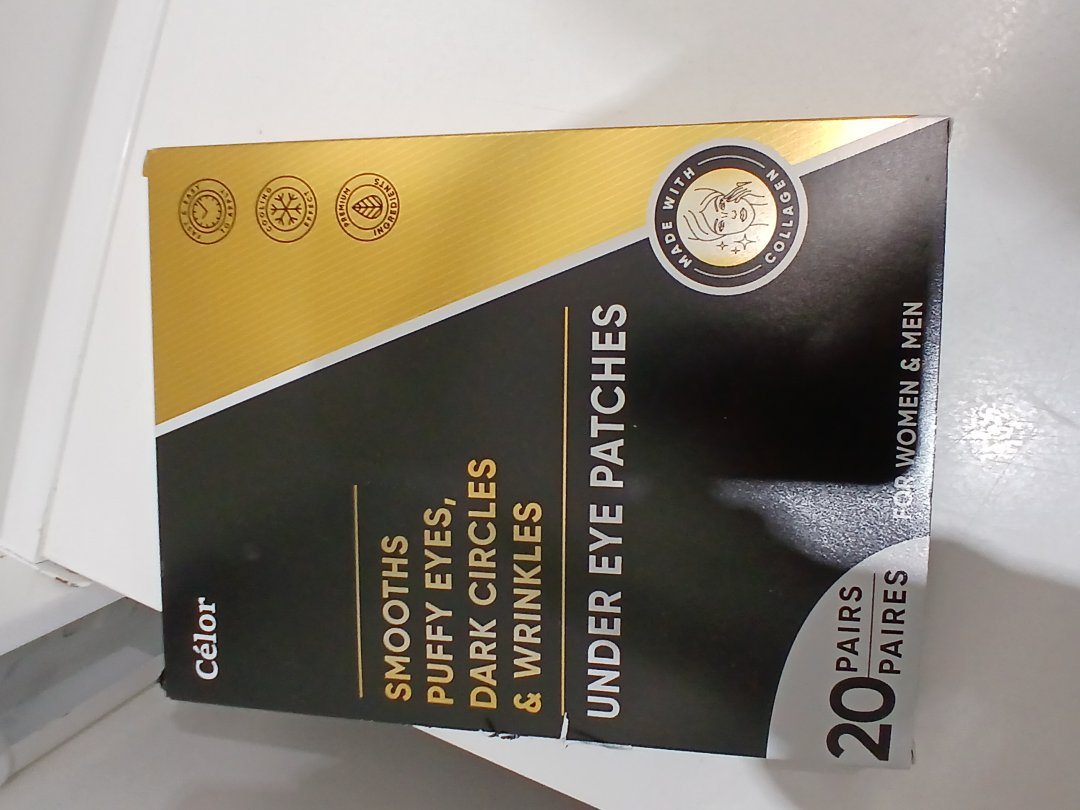 Célor
SAFE & EASY
TO APPLY
COOLING
EFFECT
PREMIUM
INGREDIENTS
SMOOTHS
PUFFY EYES,
DARK CIRCLES
& WRINKLES
UNDER EYE PATCHES
MADE WITH
COLLAGEN
20 PAIRS
PAIRES
FOR WOMEN & MEN